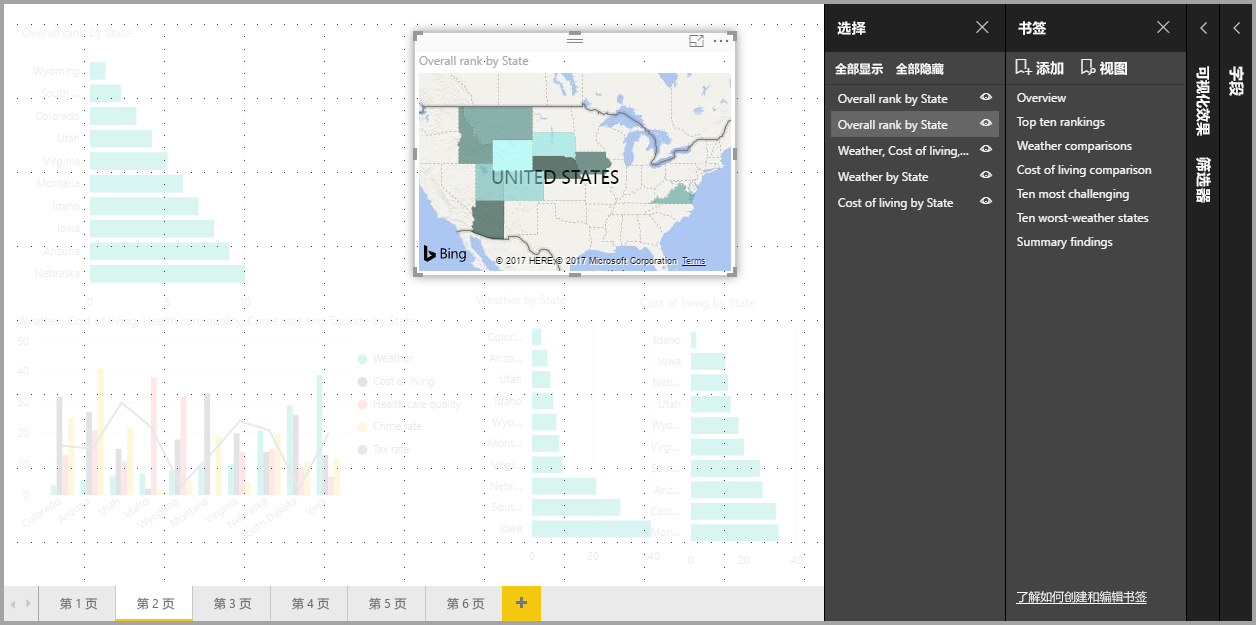 Overall rank by State
Wyoming
South ...
Colorado
Utah
Virginia
Montana
Idaho
Iowa
Arizona
Nebraska
0
5
10
Overall rank by State
UNITED STATES
Bing
© 2017 HERE © 2017 Microsoft Corporation Terms
Weather, Cost of living, Health care quality, Crime rate and Tax rate by State
50
40
30
20
10
0
Colorado
Arizona
Utah
Idaho
Wyoming
Montana
Virginia
Nebraska
South Dakota
Iowa
Weather
Cost of living
Health care quality
Crime rate
Tax rate
Weather by State
Color...
Arizo...
Utah
Idaho
Wyo...
Mont...
Virgi...
Nebr...
Sout...
Iowa
0
20
40
Cost of living by State
Idaho
Iowa
Neb...
Utah
Wyo...
Virgi...
Sout...
Ariz...
Colo...
Mon...
0
20
40
第 1 页
第 2 页
第 3 页
第 4 页
第 5 页
第 6 页
选择
全部显示 全部隐藏
Overall rank by State
Overall rank by State
Weather, Cost of living,...
Weather by State
Cost of living by State
书签
添加 视图
Overview
Top ten rankings
Weather comparisons
Cost of living comparison
Ten most challenging
Ten worst-weather states
Summary findings
了解如何创建和编辑书签
可视化效果
筛选器
字段